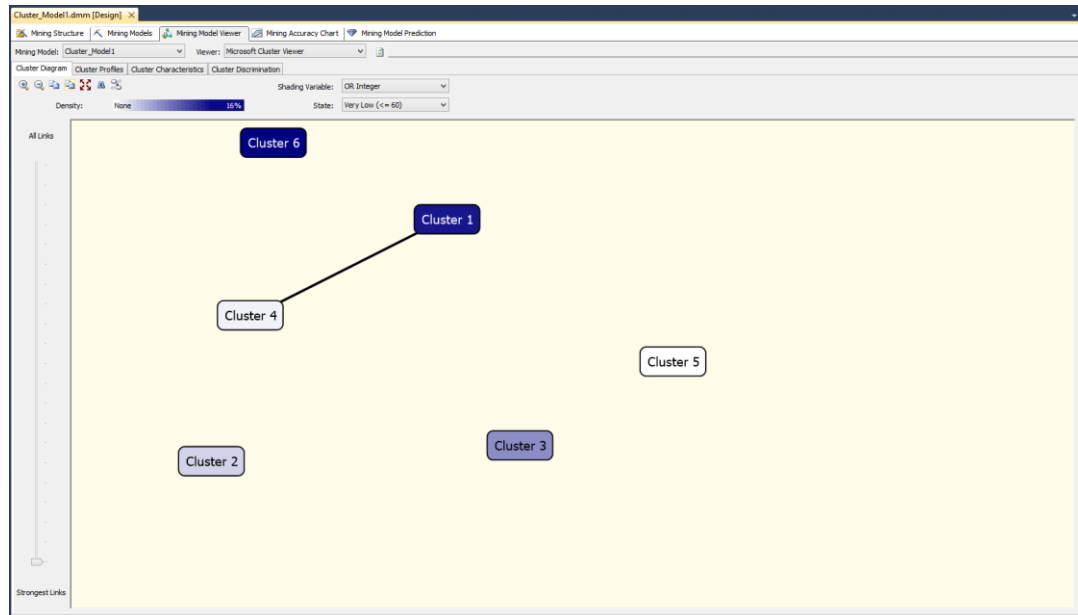 Cluster_Model1.dmm [Design]
Mining Structure Mining Models Mining Model Viewer Mining Accuracy Chart Mining Model Prediction
Mining Model: Cluster_Model1 Viewer: Microsoft Cluster Viewer
Cluster Diagram Cluster Profiles Cluster Characteristics Cluster Discrimination
Shading Variable: OR Integer
Density: None 16% State: Very Low (<= 60)
All Links
Cluster 6
Cluster 1
Cluster 4
Cluster 5
Cluster 3
Cluster 2
Strongest Links